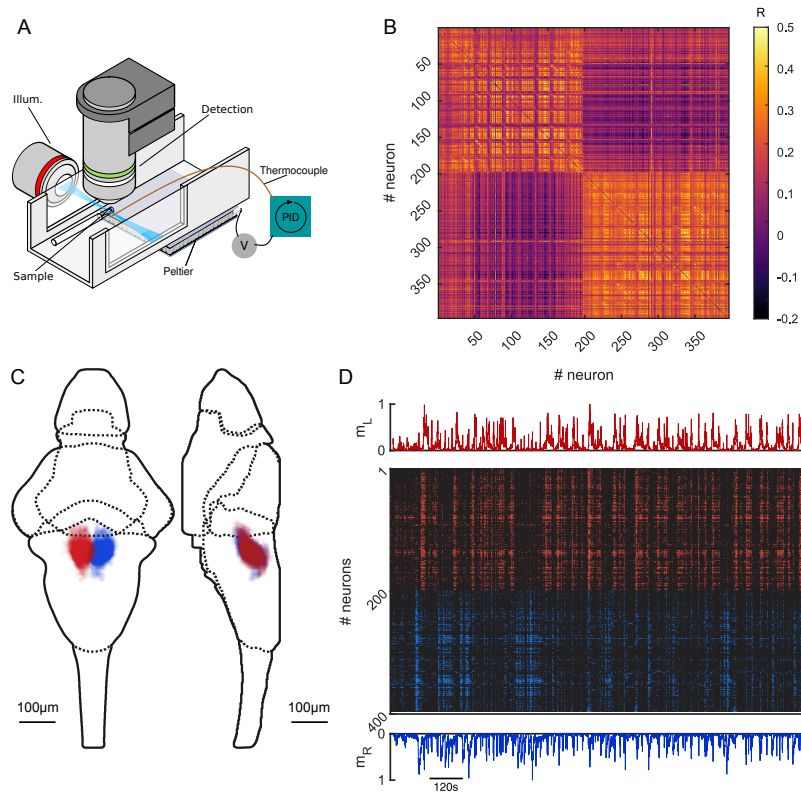 A
Illum.
Detection
Thermocouple
PID
V
Sample
Peltier
B
R
0.5
0.4
0.3
0.2
0.1
0
-0.1
-0.2
# neuron
50
100
150
200
250
300
350
50
100
150
200
250
300
350
# neuron
C
100µm
100µm
D
m_L
1
0
# neurons
1
200
400
m_R
0
1
120s